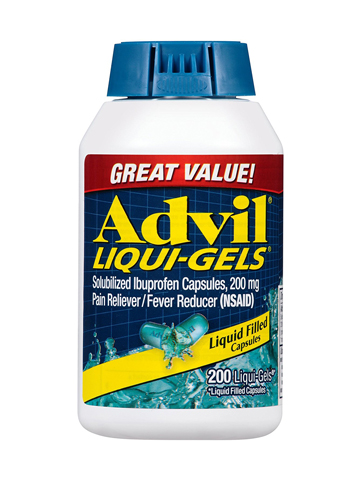 GREAT VALUE!
Advil®
LIQUI-GELS®
Solubilized Ibuprofen Capsules, 200 mg
Pain Reliever/Fever Reducer (NSAID)
Liquid Filled
Capsules
200 Liqui-Gels®*
*Liquid Filled Capsules